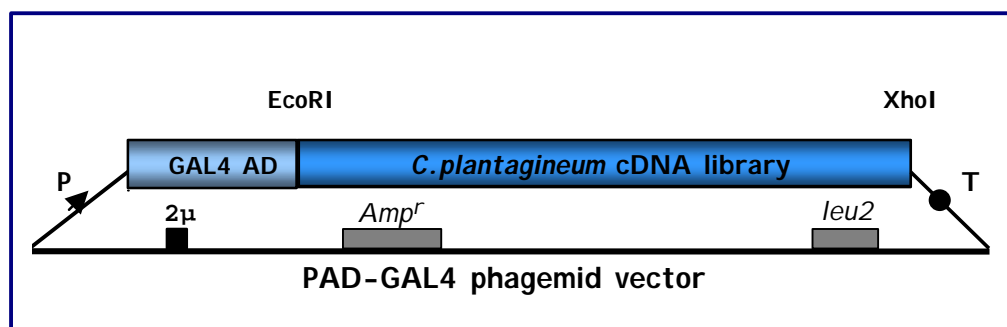 EcoRI XhoI
GAL4 AD C.plantagineum cDNA library
P T
2µ Ampr leu2
PAD-GAL4 phagemid vector